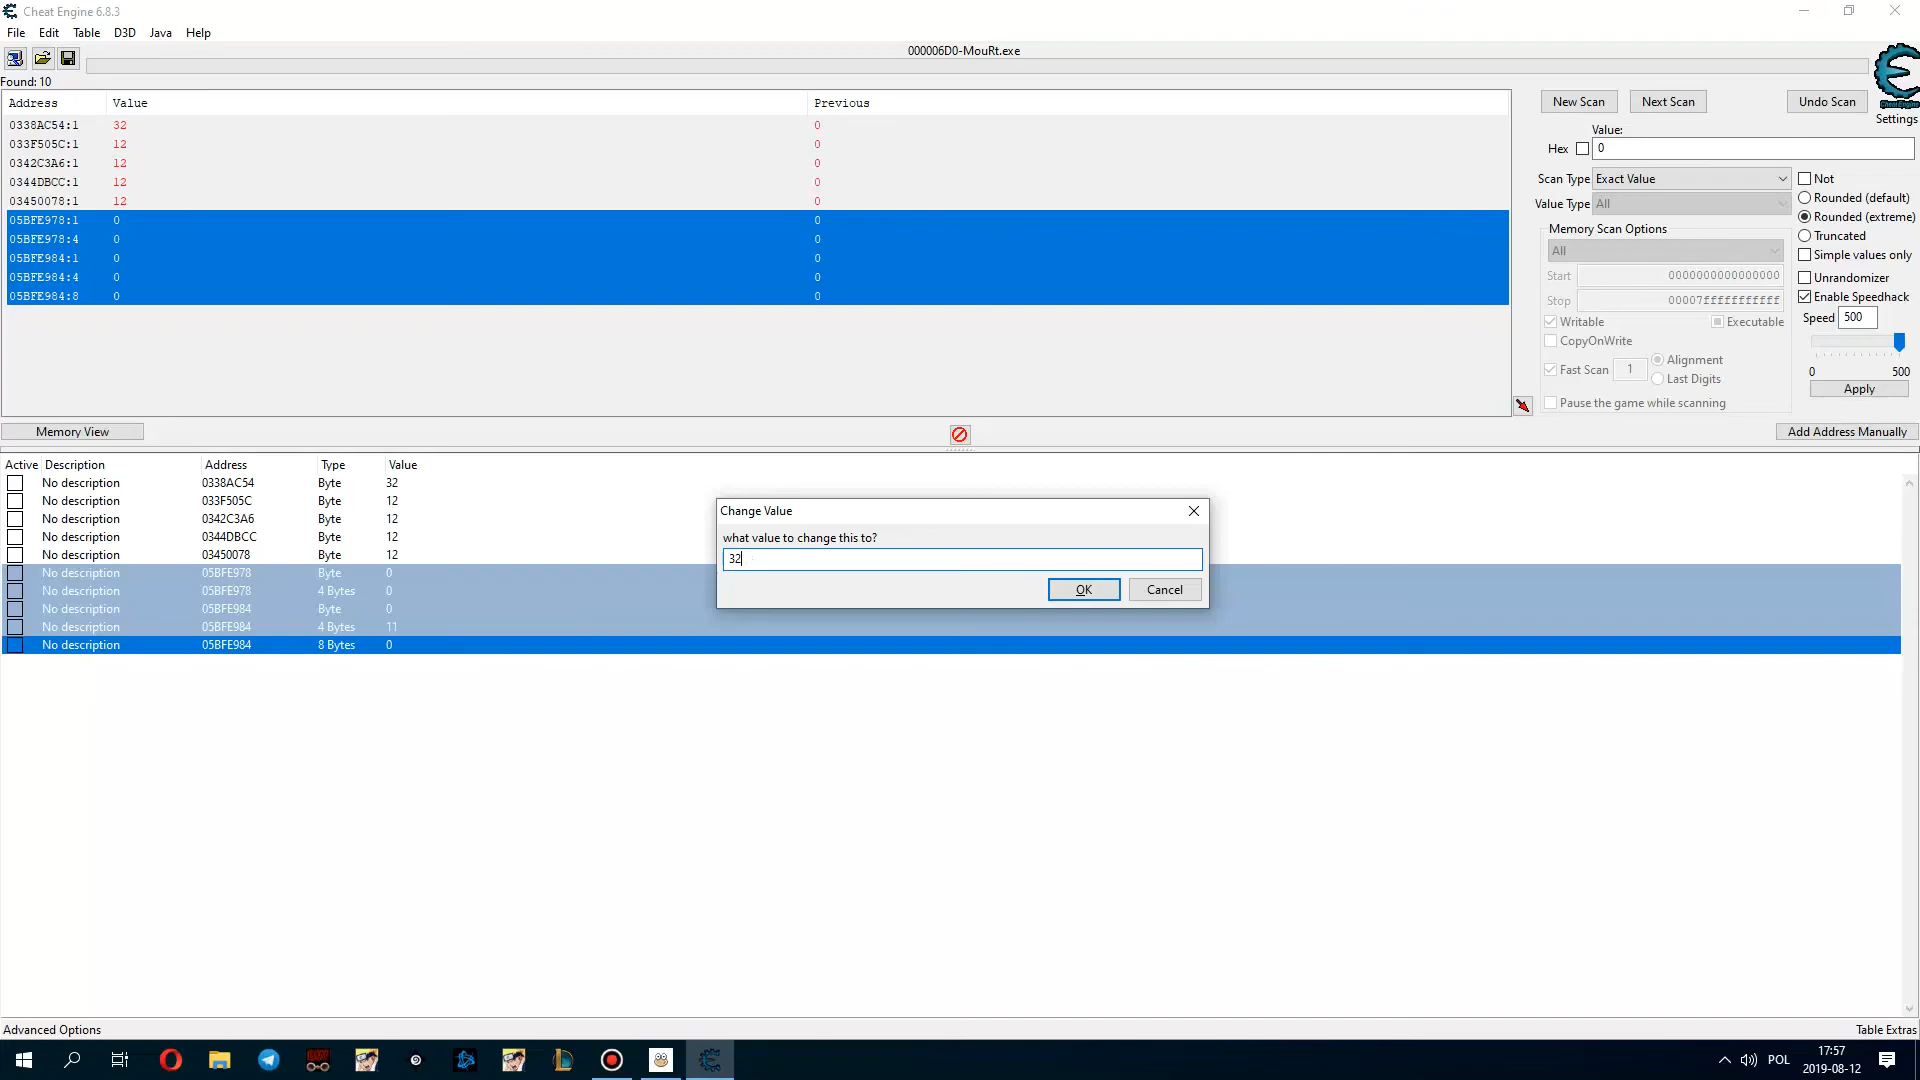 Cheat Engine 6.8.3
File Edit Table D3D Java Help
000006D0-MouRt.exe
Found: 10
Address Value Previous
0338AC54:1 32 0
033F505C:1 12 0
0342C3A6:1 12 0
0344DBCC:1 12 0
03450078:1 12 0
05BFE978:1 0 0
05BFE978:4 0 0
05BFE984:1 0 0
05BFE984:4 0 0
05BFE984:8 0 0
New Scan Next Scan Undo Scan
Cheat Engine
Settings
Value:
Hex 0
Scan Type Exact Value
Value Type All
Not
Rounded (default)
Rounded (extreme)
Truncated
Simple values only
Unrandomizer
Enable Speedhack
Speed 500
0 500
Apply
Memory Scan Options
All
Start 0000000000000000
Stop 00007fffffffffff
Writable Executable
CopyOnWrite
Fast Scan 1 Alignment
Last Digits
Pause the game while scanning
Memory View Add Address Manually
Active Description Address Type Value
No description 0338AC54 Byte 32
No description 033F505C Byte 12
No description 0342C3A6 Byte 12
No description 0344DBCC Byte 12
No description 03450078 Byte 12
No description 05BFE978 Byte 0
No description 05BFE978 4 Bytes 0
No description 05BFE984 Byte 0
No description 05BFE984 4 Bytes 11
No description 05BFE984 8 Bytes 0
Change Value
what value to change this to?
32
OK Cancel
Advanced Options Table Extras
POL
17:57
2019-08-12